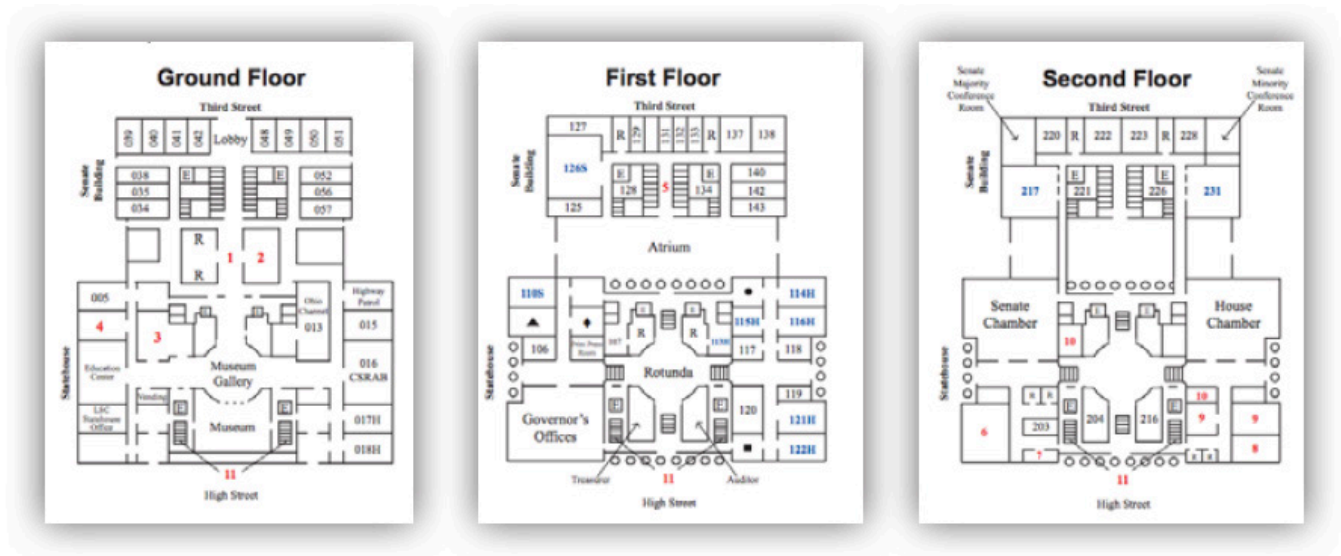 Ground Floor
Third Street
039 040 041 042 Lobby 048 049 050 051
Senate Building
038 E E 052
035 056
034 057
R
1 2
R
005 Highway Patrol
Ohio Channel
E E
4 013 015
3
Museum Gallery
016 CSRAB
Education Center
Statehouse
Vending
E E
LSC Statehouse Office
Museum
017H
018H
11
High Street
First Floor
Third Street
127 R 129 131 132 133 R 137 138
Senate Building
126S E E 140
128 5 134 142
125 143
Atrium
110S 114H
E E
R R 115H 116H
106 Press Room 107 113H 117 118
Rotunda
Statehouse
119
Governor's Offices
E E 120 121H
122H
Treasurer 11 Auditor
High Street
Second Floor
Senate Majority Conference Room
Senate Minority Conference Room
Third Street
220 R 222 223 R 228
Senate Building
217 E E 231
221 226
Senate Chamber
House Chamber
E E
10
Statehouse
R R 10
E E
6 203 204 216 9 9
7 R R 8
11
High Street